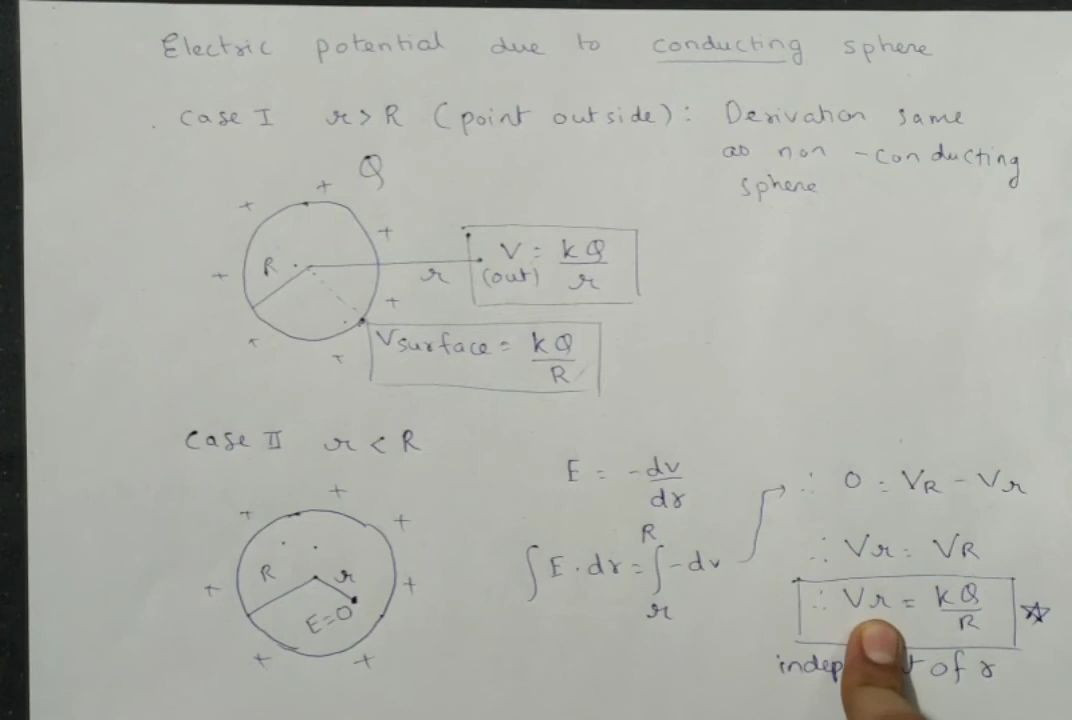 Electric potential due to conducting sphere
Case I r > R (point outside): Derivation same
as non-conducting
sphere
Q
+ + + + + + +
R
r
V(out) = kQ/r
Vsurface = kQ/R
Case II r < R
+ + + + + + + +
R r
E=0
E = -dv/dr
∫E.dr = ∫_r^R -dv
∴ 0 = VR - Vr
∴ Vr = VR
∴ Vr = kQ/R ☆
of r